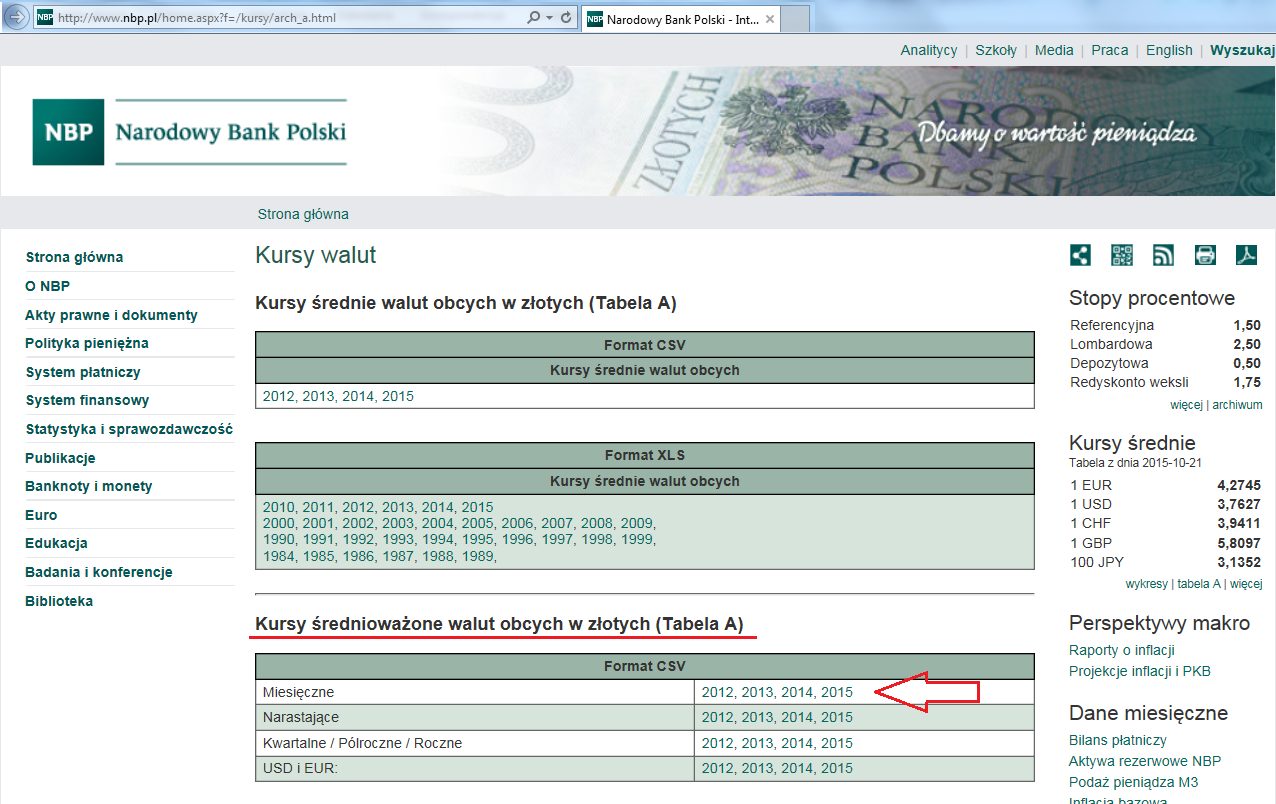 http://www.nbp.pl/home.aspx?f=/kursy/arch_a.html
NBP Narodowy Bank Polski - Int...
Analitycy | Szkoły | Media | Praca | English | Wyszukaj
NBP Narodowy Bank Polski
ZŁOTYCH
NARODOWY
BANK
POLSKI
Dbamy o wartość pieniądza
Strona główna
Strona główna
O NBP
Akty prawne i dokumenty
Polityka pieniężna
System płatniczy
System finansowy
Statystyka i sprawozdawczość
Publikacje
Banknoty i monety
Euro
Edukacja
Badania i konferencje
Biblioteka
Kursy walut
Kursy średnie walut obcych w złotych (Tabela A)
Format CSV
Kursy średnie walut obcych
2012, 2013, 2014, 2015
Format XLS
Kursy średnie walut obcych
2010, 2011, 2012, 2013, 2014, 2015
2000, 2001, 2002, 2003, 2004, 2005, 2006, 2007, 2008, 2009,
1990, 1991, 1992, 1993, 1994, 1995, 1996, 1997, 1998, 1999,
1984, 1985, 1986, 1987, 1988, 1989,
Kursy średnioważone walut obcych w złotych (Tabela A)
Format CSV
Miesięczne 2012, 2013, 2014, 2015
Narastające 2012, 2013, 2014, 2015
Kwartalne / Półroczne / Roczne 2012, 2013, 2014, 2015
USD i EUR: 2012, 2013, 2014, 2015
Stopy procentowe
Referencyjna 1,50
Lombardowa 2,50
Depozytowa 0,50
Redyskonto weksli 1,75
więcej | archiwum
Kursy średnie
Tabela z dnia 2015-10-21
1 EUR 4,2745
1 USD 3,7627
1 CHF 3,9411
1 GBP 5,8097
100 JPY 3,1352
wykresy | tabela A | więcej
Perspektywy makro
Raporty o inflacji
Projekcje inflacji i PKB
Dane miesięczne
Bilans płatniczy
Aktywa rezerwowe NBP
Podaż pieniądza M3
Inflacja bazowa